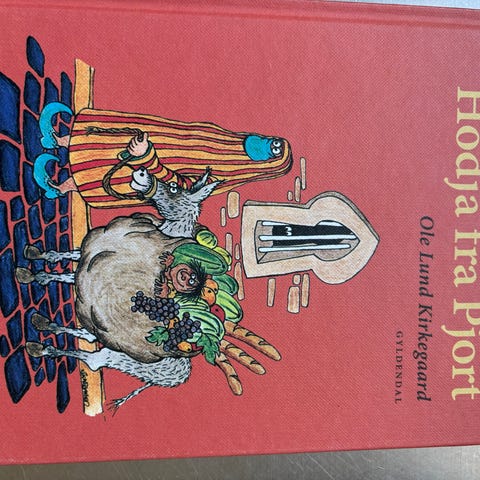 Hodja fra Pjort
Ole Lund Kirkegaard
GYLDENDAL